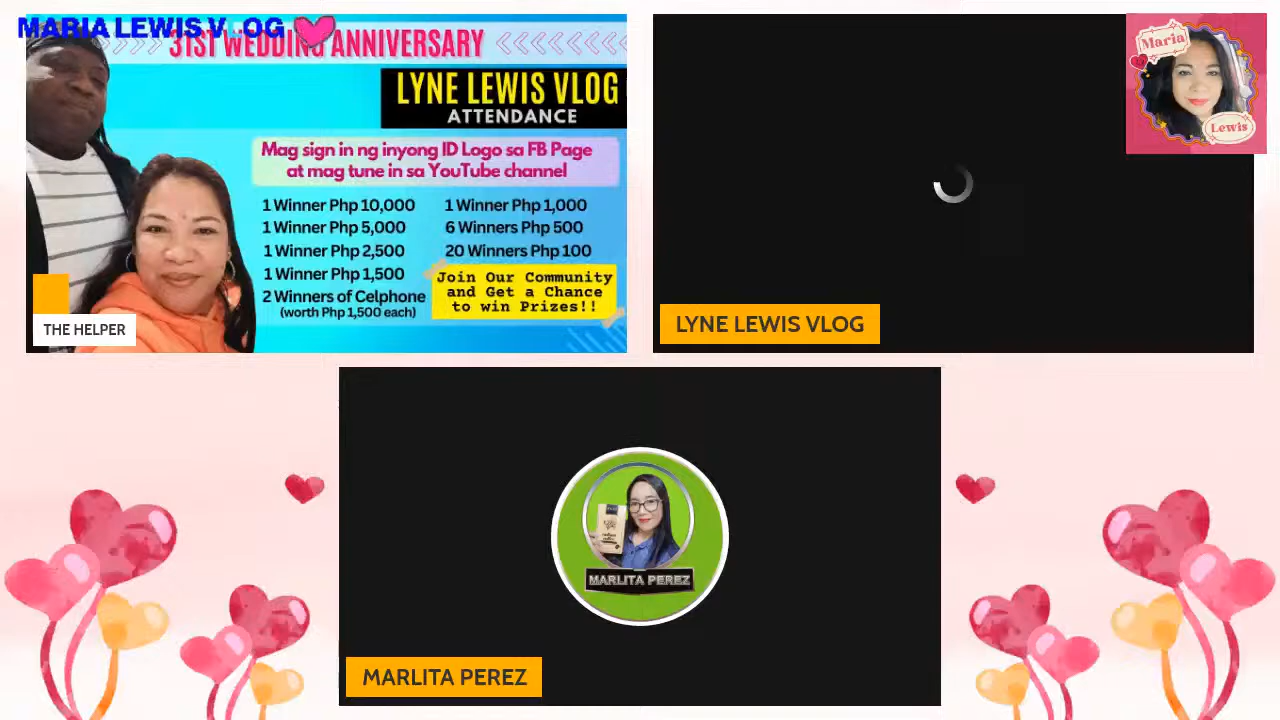 MARIA LEWIS VLOG
31ST WEDDING ANNIVERSARY
LYNE LEWIS VLOG
ATTENDANCE
Mag sign in ng inyong ID Logo sa FB Page
at mag tune in sa YouTube channel
1 Winner Php 10,000
1 Winner Php 5,000
1 Winner Php 2,500
1 Winner Php 1,500
2 Winners of Celphone
(worth Php 1,500 each)
1 Winner Php 1,000
6 Winners Php 500
20 Winners Php 100
Join Our Community
and Get a Chance
to win Prizes!!
THE HELPER
LYNE LEWIS VLOG
Maria
Lewis
MARLITA PEREZ
MARLITA PEREZ